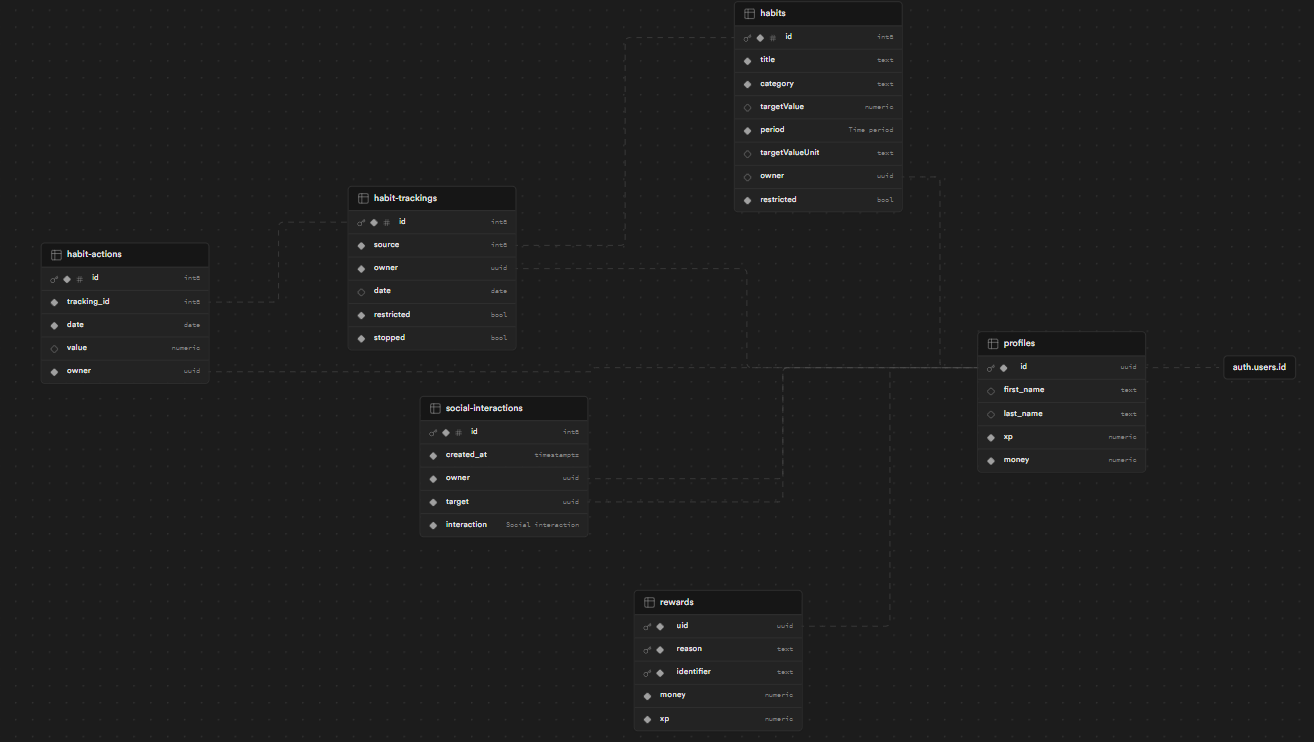 habits
id int8
title text
category text
targetValue numeric
period Time period
targetValueUnit text
owner uuid
restricted bool
habit-trackings
id int8
source int8
owner uuid
date date
restricted bool
stopped bool
habit-actions
id int8
tracking_id int8
date date
value numeric
owner uuid
profiles
id uuid
first_name text
last_name text
xp numeric
money numeric
auth.users.id
social-interactions
id int8
created_at timestamptz
owner uuid
target uuid
interaction Social interaction
rewards
uid uuid
reason text
identifier text
money numeric
xp numeric